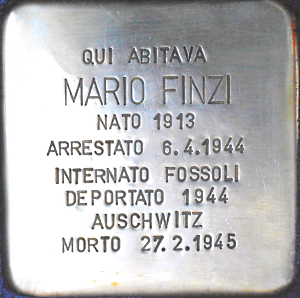 QUI ABITAVA
MARIO FINZI
NATO 1913
ARRESTATO 6.4.1944
INTERNATO FOSSOLI
DEPORTATO 1944
AUSCHWITZ
MORTO 27.2.1945